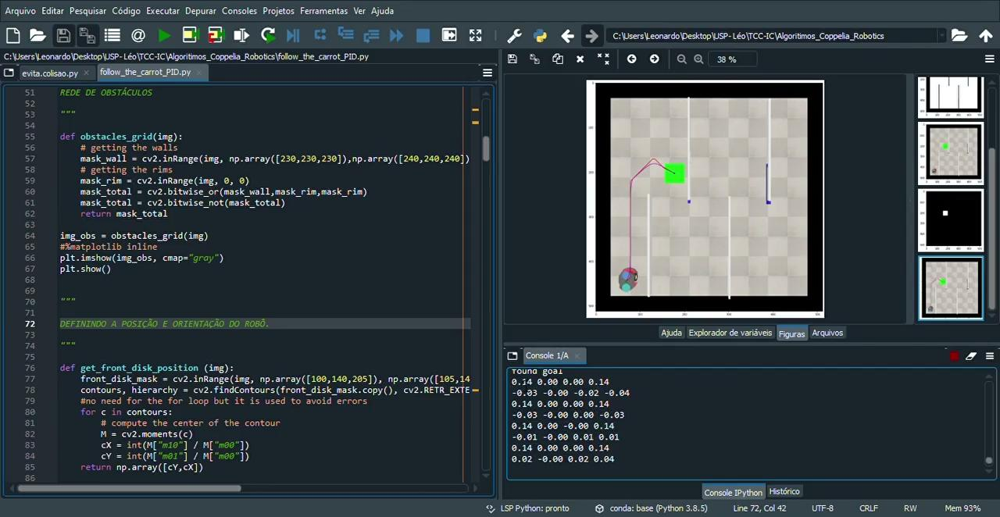 Arquivo Editar Pesquisar Código Executar Depurar Consoles Projetos Ferramentas Ver Ajuda
C:\Users\Leonardo\Desktop\USP- Léo\TCC-IC\Algoritimos_Coppelia_Robotics
C:\Users\Leonardo\Desktop\USP- Léo\TCC-IC\Algoritimos_Coppelia_Robotics\follow_the_carrot_PID.py
38 %
evita.colisao.py
follow_the_carrot_PID.py
51 REDE DE OBSTÁCULOS
52
53 """
54
55 def obstacles_grid(img):
56 # getting the walls
57 mask_wall = cv2.inRange(img, np.array([230,230,230]),np.array([240,240,240])
58 # getting the rims
59 mask_rim = cv2.inRange(img, 0, 0)
60 mask_total = cv2.bitwise_or(mask_wall,mask_rim,mask_rim)
61 mask_total = cv2.bitwise_not(mask_total)
62 return mask_total
63
64 img_obs = obstacles_grid(img)
65 #%matplotlib inline
66 plt.imshow(img_obs, cmap="gray")
67 plt.show()
68
69
70 """
71
72 DEFININDO A POSIÇÃO E ORIENTAÇÃO DO ROBÔ.
73
74 """
75
76 def get_front_disk_position (img):
77 front_disk_mask = cv2.inRange(img, np.array([100,140,205]), np.array([105,14
78 contours, hierarchy = cv2.findContours(front_disk_mask.copy(), cv2.RETR_EXTE
79 #no need for the for loop but it is used to avoid errors
80 for c in contours:
81 # compute the center of the contour
82 M = cv2.moments(c)
83 cX = int(M["m10"] / M["m00"])
84 cY = int(M["m01"] / M["m00"])
85 return np.array([cY,cX])
86
Ajuda Explorador de variáveis Figuras Arquivos
Console 1/A
found goal
0.14 0.00 0.00 0.14
-0.03 -0.00 -0.02 -0.04
0.14 0.00 0.00 0.14
-0.03 -0.00 0.00 -0.03
0.14 0.00 -0.00 0.14
-0.01 -0.00 0.01 0.01
0.14 0.00 0.00 0.14
0.02 -0.00 0.02 0.04
Console IPython Histórico
LSP Python: pronto conda: base (Python 3.8.5) Line 72, Col 42 UTF-8 CRLF RW Mem 93%